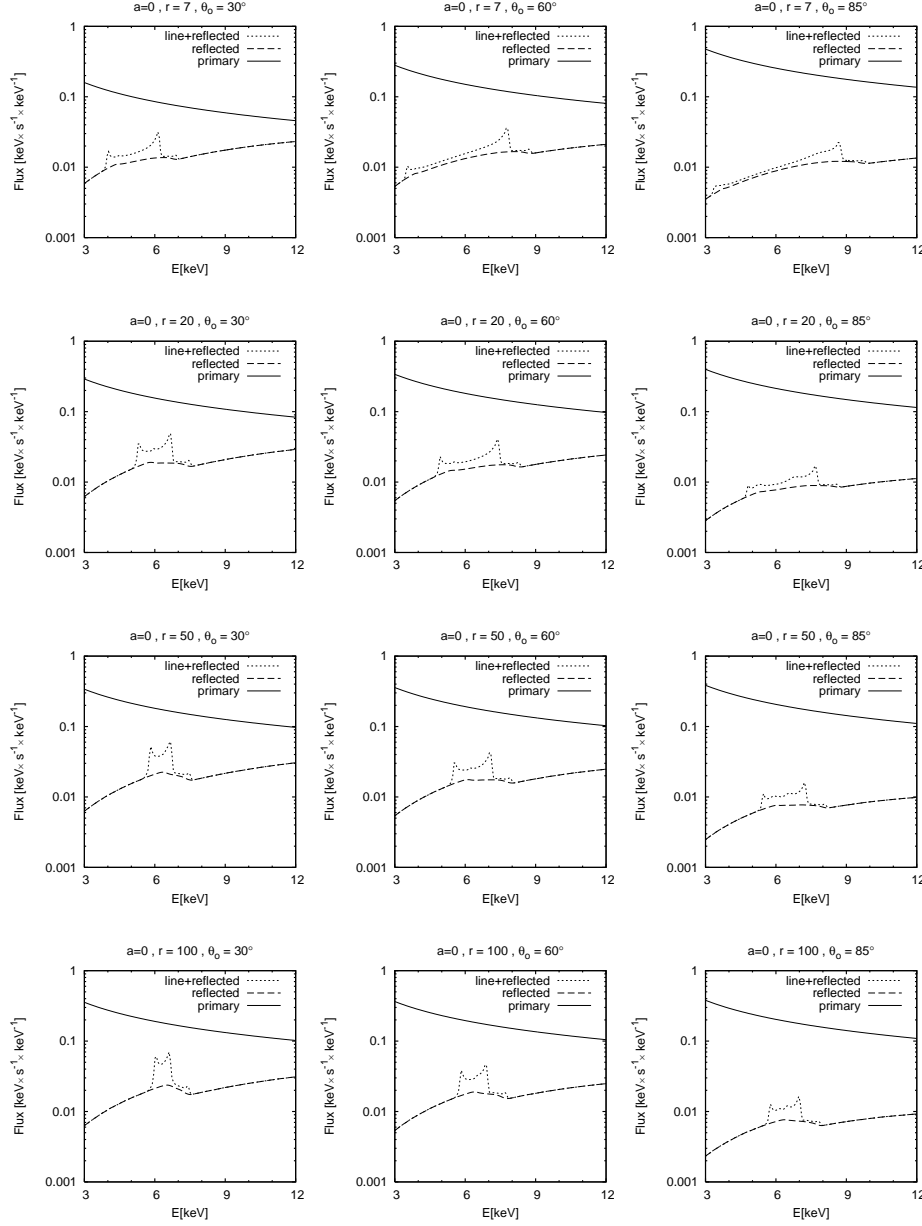 a=0 , r = 7 , θo = 30°
line+reflected
reflected
primary
Flux [keV× s⁻¹× keV⁻¹]
1
0.1
0.01
0.001
3 6 9 12
E[keV]
a=0 , r = 7 , θo = 60°
line+reflected
reflected
primary
Flux [keV× s⁻¹× keV⁻¹]
1
0.1
0.01
0.001
3 6 9 12
E[keV]
a=0 , r = 7 , θo = 85°
line+reflected
reflected
primary
Flux [keV× s⁻¹× keV⁻¹]
1
0.1
0.01
0.001
3 6 9 12
E[keV]
a=0 , r = 20 , θo = 30°
line+reflected
reflected
primary
Flux [keV× s⁻¹× keV⁻¹]
1
0.1
0.01
0.001
3 6 9 12
E[keV]
a=0 , r = 20 , θo = 60°
line+reflected
reflected
primary
Flux [keV× s⁻¹× keV⁻¹]
1
0.1
0.01
0.001
3 6 9 12
E[keV]
a=0 , r = 20 , θo = 85°
line+reflected
reflected
primary
Flux [keV× s⁻¹× keV⁻¹]
1
0.1
0.01
0.001
3 6 9 12
E[keV]
a=0 , r = 50 , θo = 30°
line+reflected
reflected
primary
Flux [keV× s⁻¹× keV⁻¹]
1
0.1
0.01
0.001
3 6 9 12
E[keV]
a=0 , r = 50 , θo = 60°
line+reflected
reflected
primary
Flux [keV× s⁻¹× keV⁻¹]
1
0.1
0.01
0.001
3 6 9 12
E[keV]
a=0 , r = 50 , θo = 85°
line+reflected
reflected
primary
Flux [keV× s⁻¹× keV⁻¹]
1
0.1
0.01
0.001
3 6 9 12
E[keV]
a=0 , r = 100 , θo = 30°
line+reflected
reflected
primary
Flux [keV× s⁻¹× keV⁻¹]
1
0.1
0.01
0.001
3 6 9 12
E[keV]
a=0 , r = 100 , θo = 60°
line+reflected
reflected
primary
Flux [keV× s⁻¹× keV⁻¹]
1
0.1
0.01
0.001
3 6 9 12
E[keV]
a=0 , r = 100 , θo = 85°
line+reflected
reflected
primary
Flux [keV× s⁻¹× keV⁻¹]
1
0.1
0.01
0.001
3 6 9 12
E[keV]